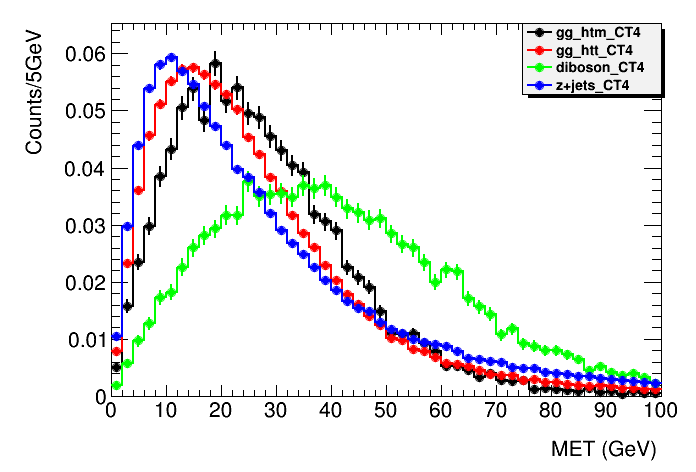 gg_htm_CT4
gg_htt_CT4
diboson_CT4
z+jets_CT4
Counts/5GeV
0.06
0.05
0.04
0.03
0.02
0.01
0
0 10 20 30 40 50 60 70 80 90 100
MET (GeV)